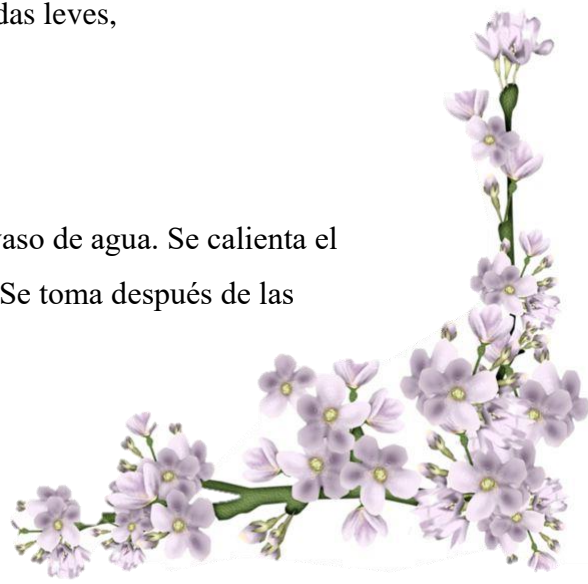 das leves,
vaso de agua. Se calienta el
Se toma después de las